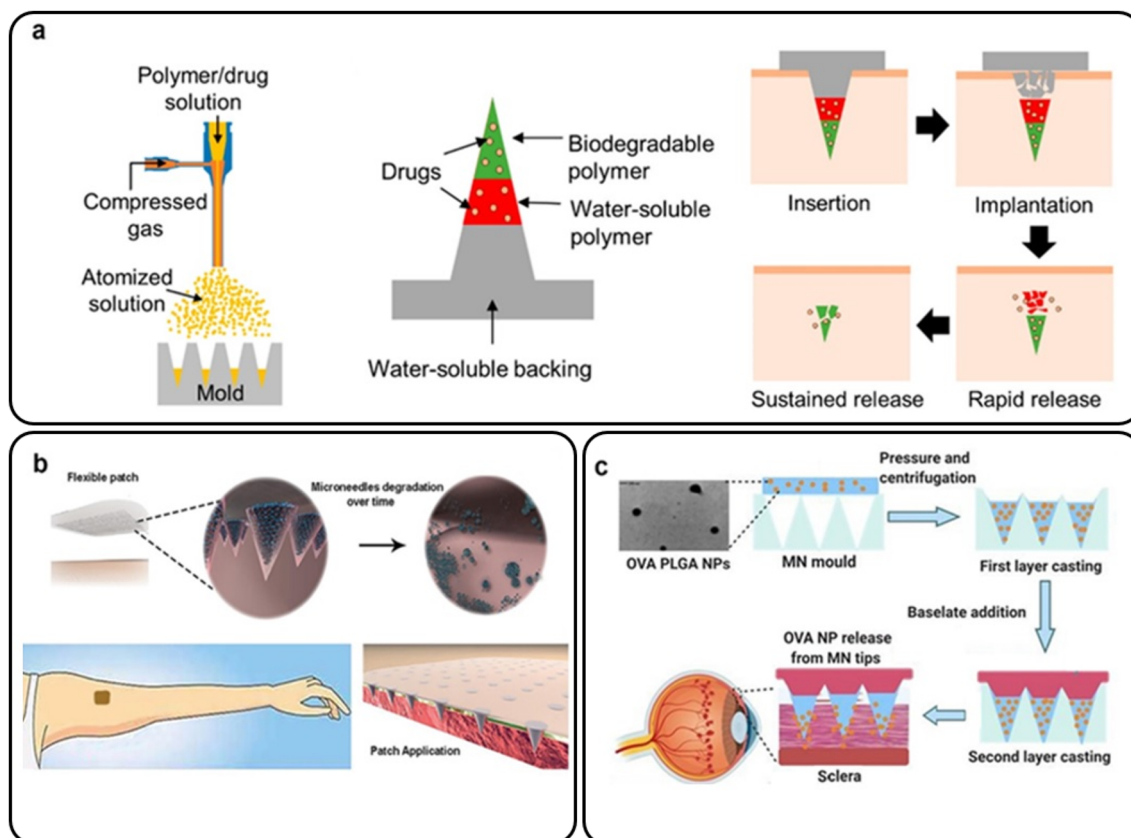 a
Polymer/drug
solution
Compressed
gas
Atomized
solution
Mold
Drugs
Biodegradable
polymer
Water-soluble
polymer
Water-soluble backing
Insertion
Implantation
Sustained release
Rapid release
b
Flexible patch
Microneedles degradation
over time
Patch Application
c
Pressure and
centrifugation
OVA PLGA NPs
MN mould
First layer casting
Baselate addition
OVA NP release
from MN tips
Sclera
Second layer casting